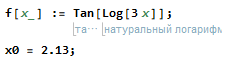 f[x_] := Tan[Log[3 x]];
та⋯ натуральный логарифм
x0 = 2.13;